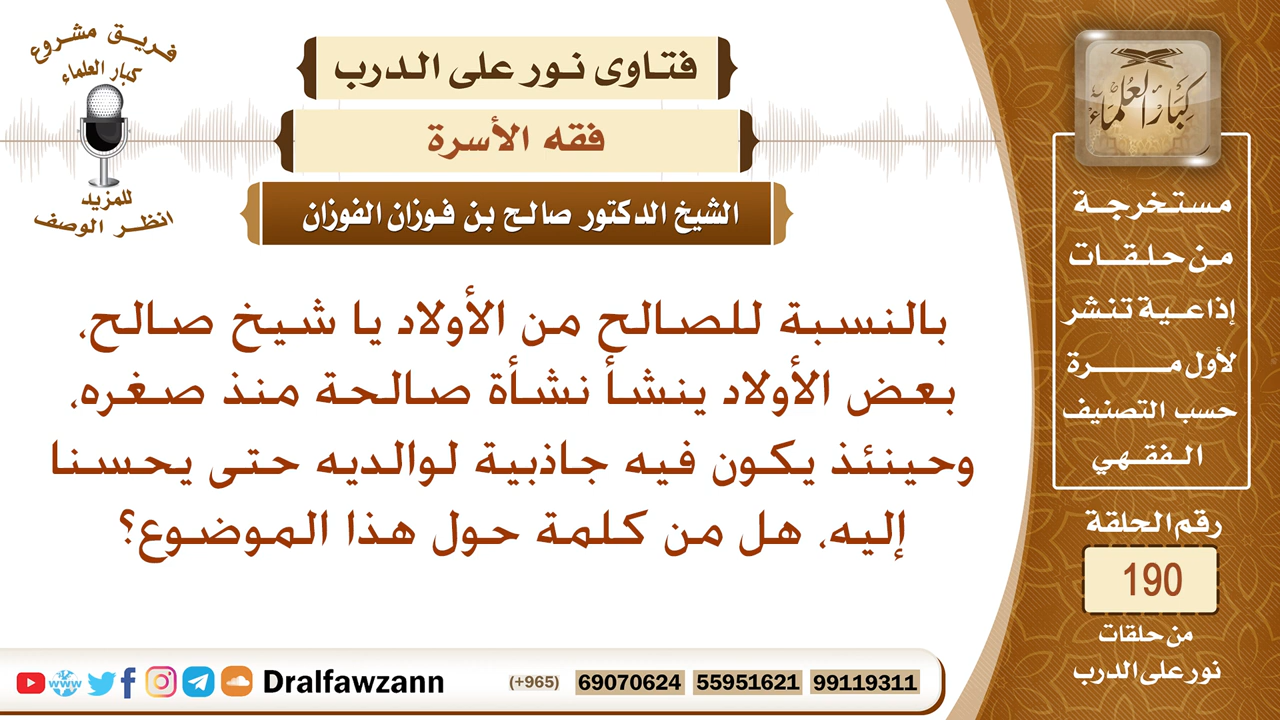 فريق مشروع
كبار العلماء
للمزيد
انظر الوصف
فتاوى نور على الدرب
فقه الأسرة
الشيخ الدكتور صالح بن فوزان الفوزان
بالنسبة للصالح من الأولاد يا شيخ صالح،
بعض الأولاد ينشأ نشأة صالحة منذ صغره،
وحينئذ يكون فيه جاذبية لوالديه حتى يحسنا
إليه، هل من كلمة حول هذا الموضوع؟
كبار العلماء
مستخرجة
من حلقات
إذاعية تنشر
لأول مرة
حسب التصنيف
الفقهي
رقم الحلقة
190
من حلقات
نور على الدرب
www Dralfawzann (+965) 69070624 55951621 99119311